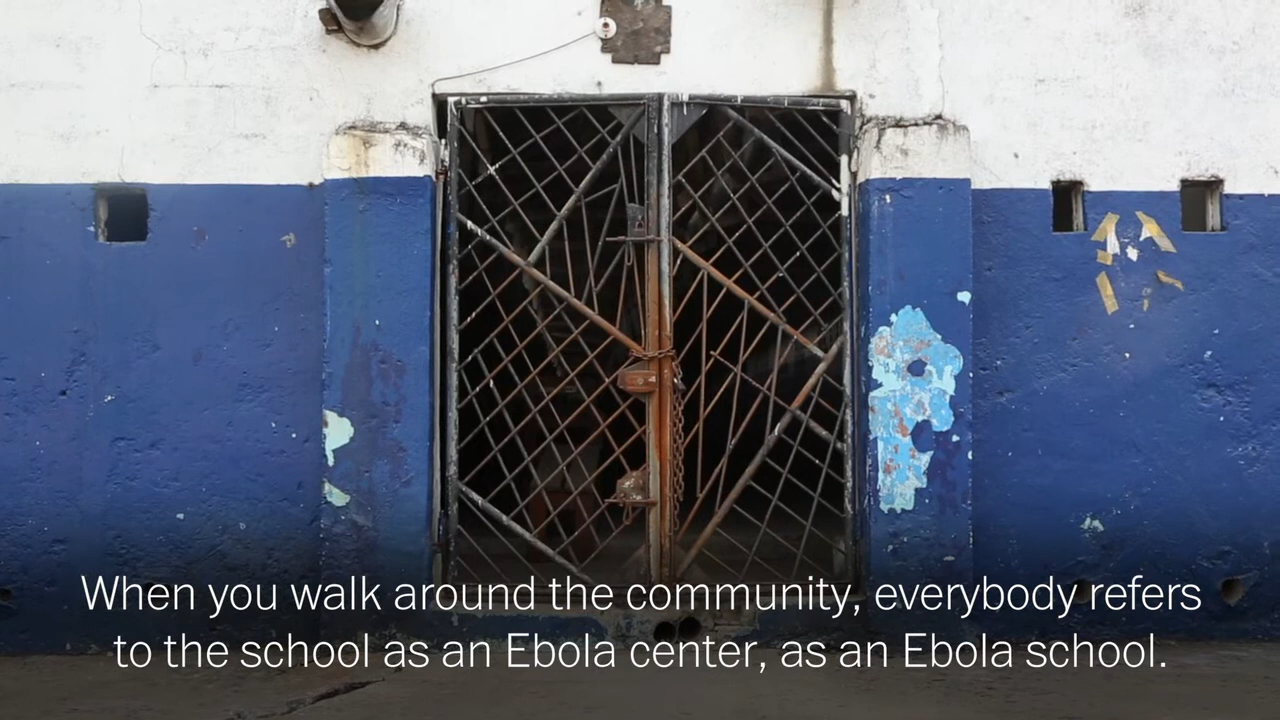 When you walk around the community, everybody refers
to the school as an Ebola center, as an Ebola school.